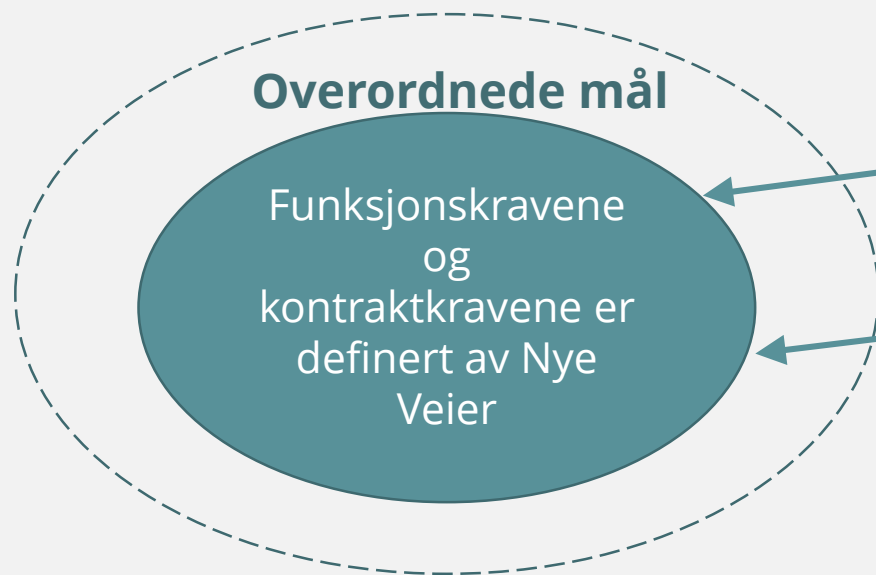 Overordnede mål
Funksjonskravene
og
kontraktkravene er
definert av Nye
Veier